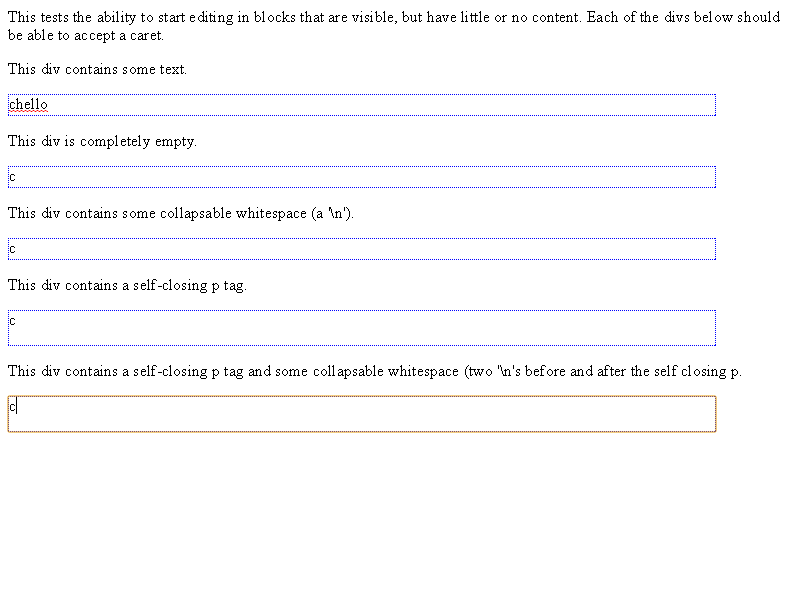 This tests the ability to start editing in blocks that are visible, but have little or no content. Each of the divs below should
be able to accept a caret.
This div contains some text.
chello
This div is completely empty.
c
This div contains some collapsable whitespace (a '\n').
c
This div contains a self-closing p tag.
c
This div contains a self-closing p tag and some collapsable whitespace (two '\n's before and after the self closing p.
c